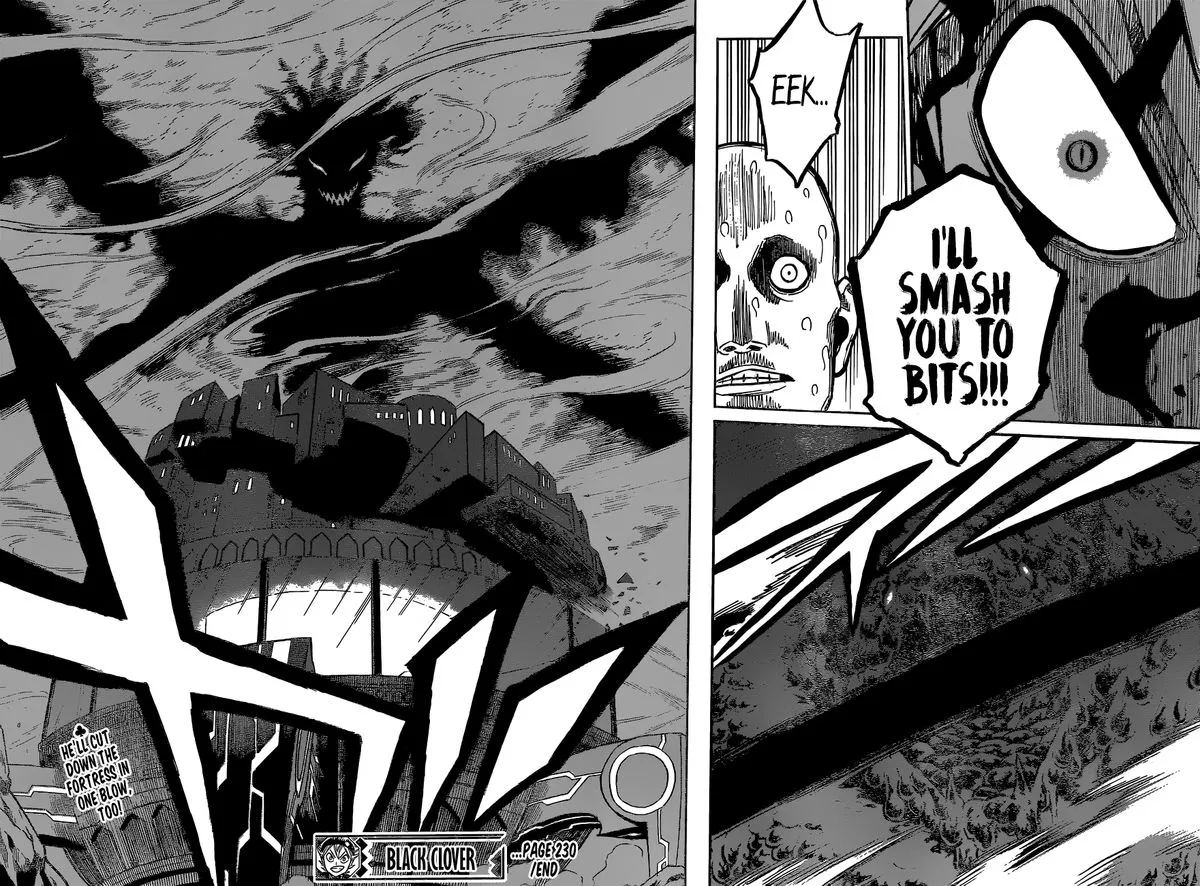 EEK...
I'LL
SMASH
YOU TO
BITS!!!
HE'LL CUT
DOWN THE
FORTRESS IN
ONE BLOW,
TOO!
BLACK CLOVER
...PAGE 230
/END